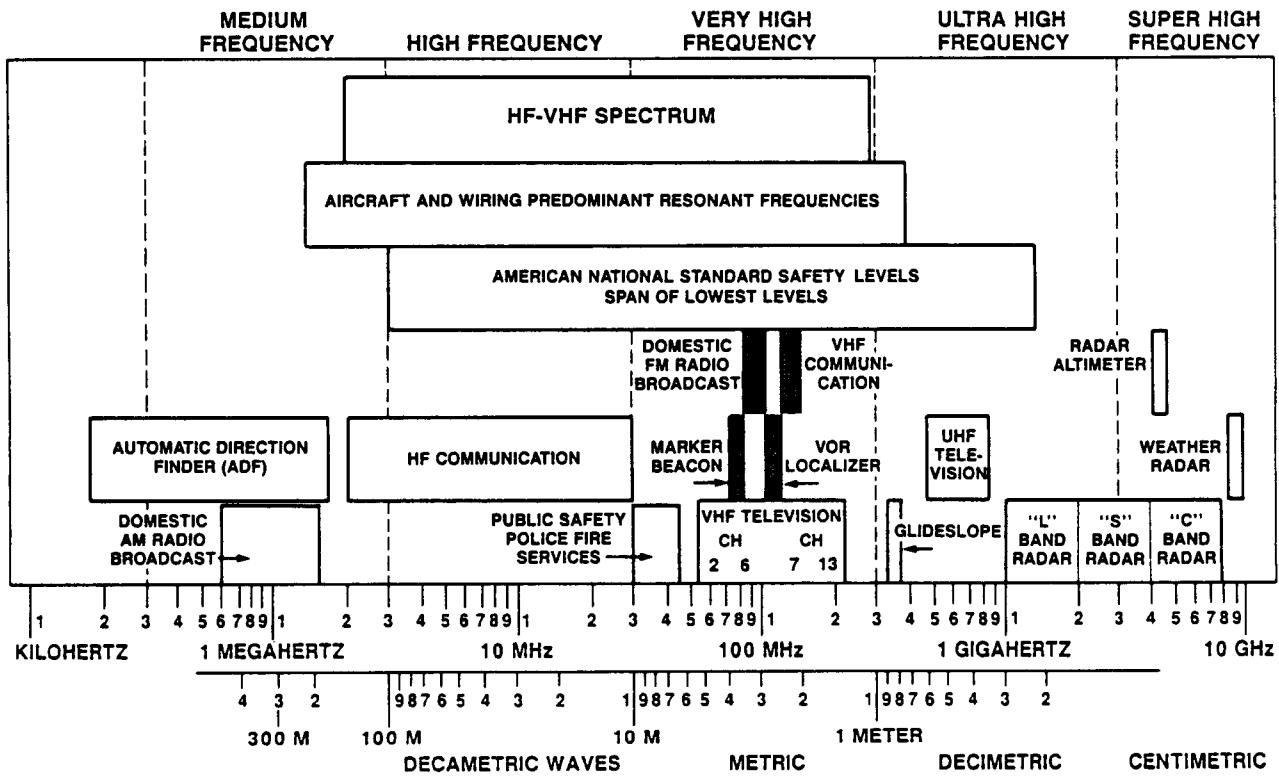 MEDIUM FREQUENCY
HIGH FREQUENCY
VERY HIGH FREQUENCY
ULTRA HIGH FREQUENCY
SUPER HIGH FREQUENCY
HF-VHF SPECTRUM
AIRCRAFT AND WIRING PREDOMINANT RESONANT FREQUENCIES
AMERICAN NATIONAL STANDARD SAFETY LEVELS
SPAN OF LOWEST LEVELS
DOMESTIC
FM RADIO
BROADCAST
VHF
COMMUNI-
CATION
RADAR
ALTIMETER
AUTOMATIC DIRECTION
FINDER (ADF)
HF COMMUNICATION
MARKER
BEACON
VOR
LOCALIZER
UHF
TELE-
VISION
WEATHER
RADAR
DOMESTIC
AM RADIO
BROADCAST
PUBLIC SAFETY
POLICE FIRE
SERVICES
VHF TELEVISION
CH CH
2 6 7 13
GLIDESLOPE
"L"
BAND
RADAR
"S"
BAND
RADAR
"C"
BAND
RADAR
1 2 3 4 5 6 7 8 9 1 2 3 4 5 6 7 8 9 1 2 3 4 5 6 7 8 9 1 2 3 4 5 6 7 8 9 1 2 3 4 5 6 7 8 9
KILOHERTZ 1 MEGAHERTZ 10 MHz 100 MHz 1 GIGAHERTZ 10 GHz
4 3 2 9 8 7 6 5 4 3 2 1 9 8 7 6 5 4 3 2 1 9 8 7 6 5 4 3 2
300 M 100 M 10 M 1 METER
DECAMETRIC WAVES METRIC DECIMETRIC CENTIMETRIC